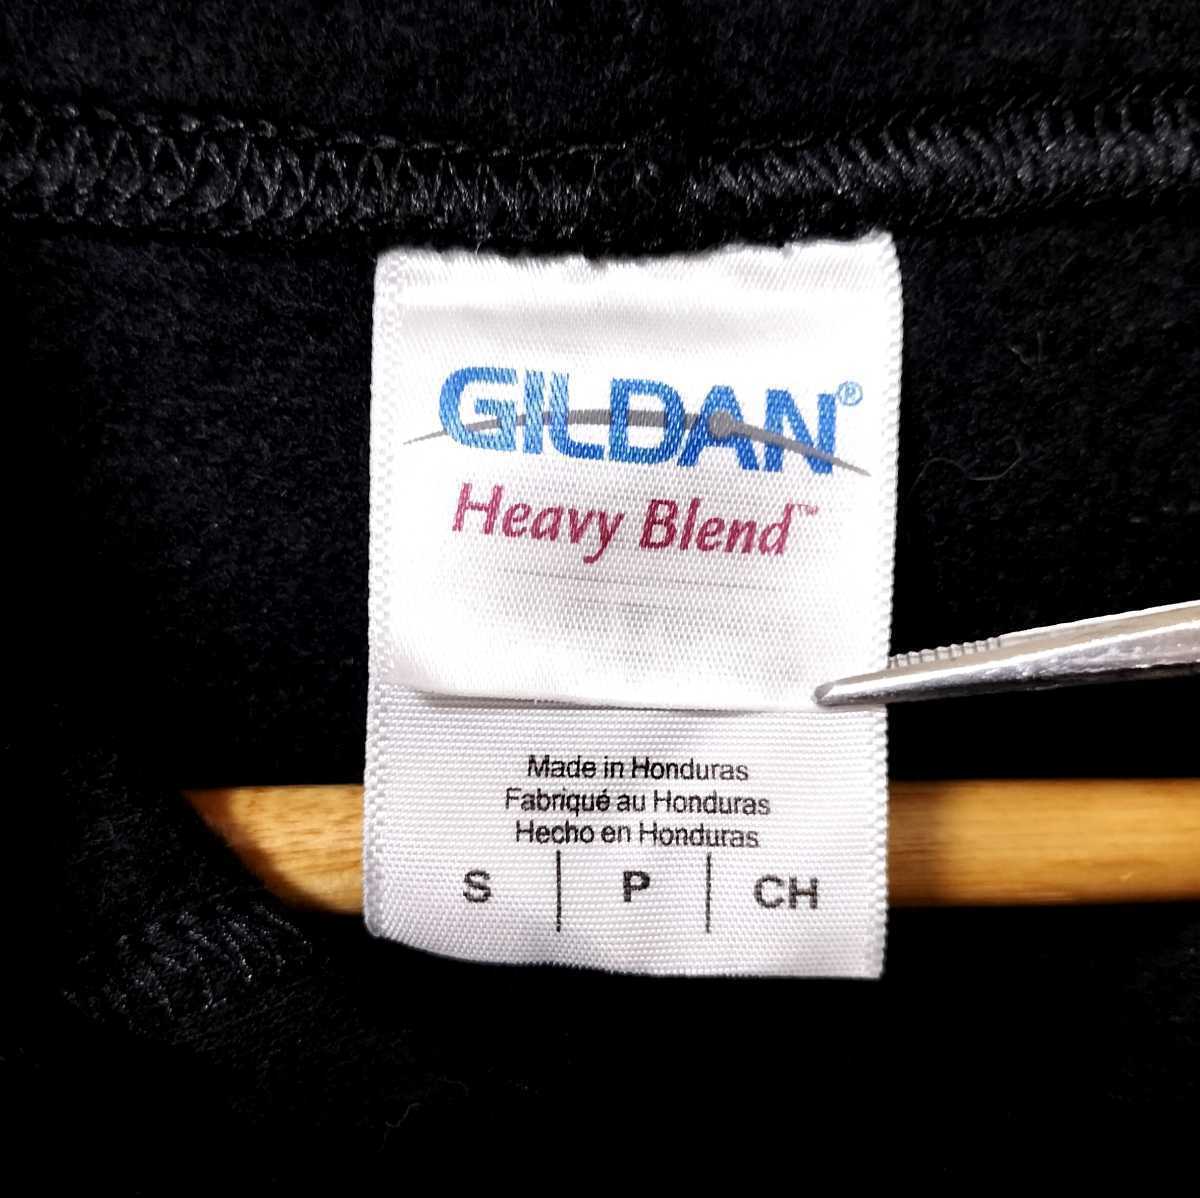 GILDAN®
Heavy Blend™
Made in Honduras
Fabriqué au Honduras
Hecho en Honduras
S | P | CH